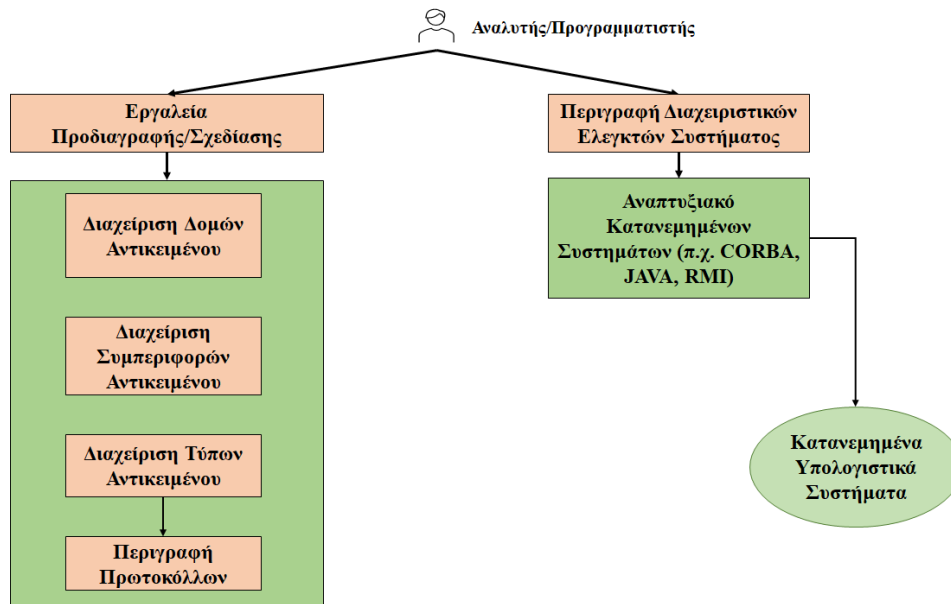 Αναλυτής/Προγραμματιστής
Εργαλεία
Προδιαγραφής/Σχεδίασης
Διαχείριση Δομών
Αντικειμένου
Διαχείριση
Συμπεριφορών
Αντικειμένου
Διαχείριση Τύπων
Αντικειμένου
Περιγραφή
Πρωτοκόλλων
Περιγραφή Διαχειριστικών
Ελεγκτών Συστήματος
Αναπτυξιακό
Κατανεμημένων
Συστημάτων (π.χ. CORBA,
JAVA, RMI)
Κατανεμημένα
Υπολογιστικά
Συστήματα